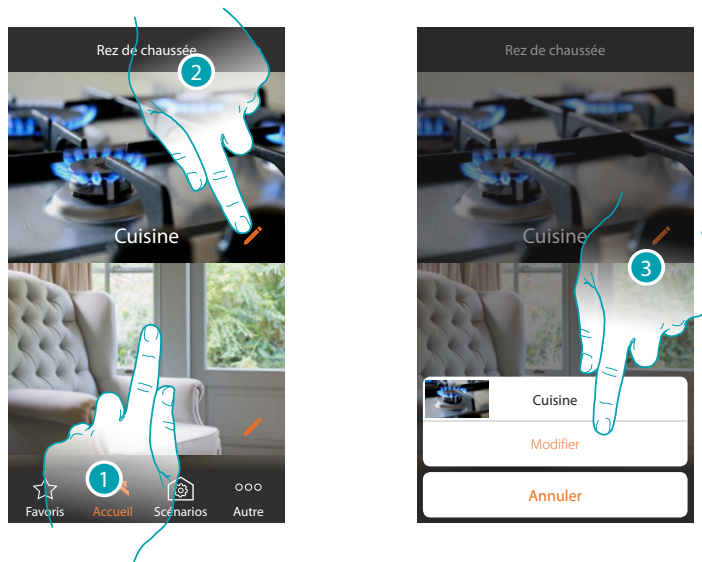 Rez de chaussée
2
Cuisine
1
Favoris
Accueil
Scénarios
Autre
Rez de chaussée
Cuisine
3
Cuisine
Modifier
Annuler